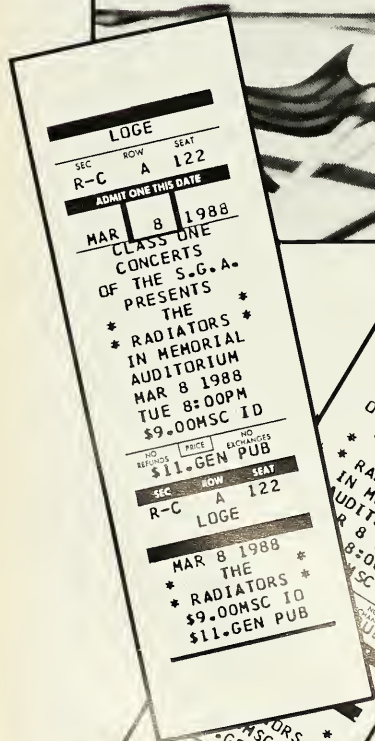 LOGE
SEC ROW SEAT
R-C A 122
ADMIT ONE THIS DATE
MAR 8 1988
CLASS ONE
CONCERTS
OF THE S.G.A.
PRESENTS
* THE *
* RADIATORS *
IN MEMORIAL
AUDITORIUM
MAR 8 1988
TUE 8:00PM
$9.00MSC ID
NO REFUNDS PRICE NO EXCHANGES
$11.GEN PUB
SEC ROW SEAT
R-C A 122
LOGE
MAR 8 1988
* THE *
* RADIATORS *
$9.00MSC ID
$11.GEN PUB